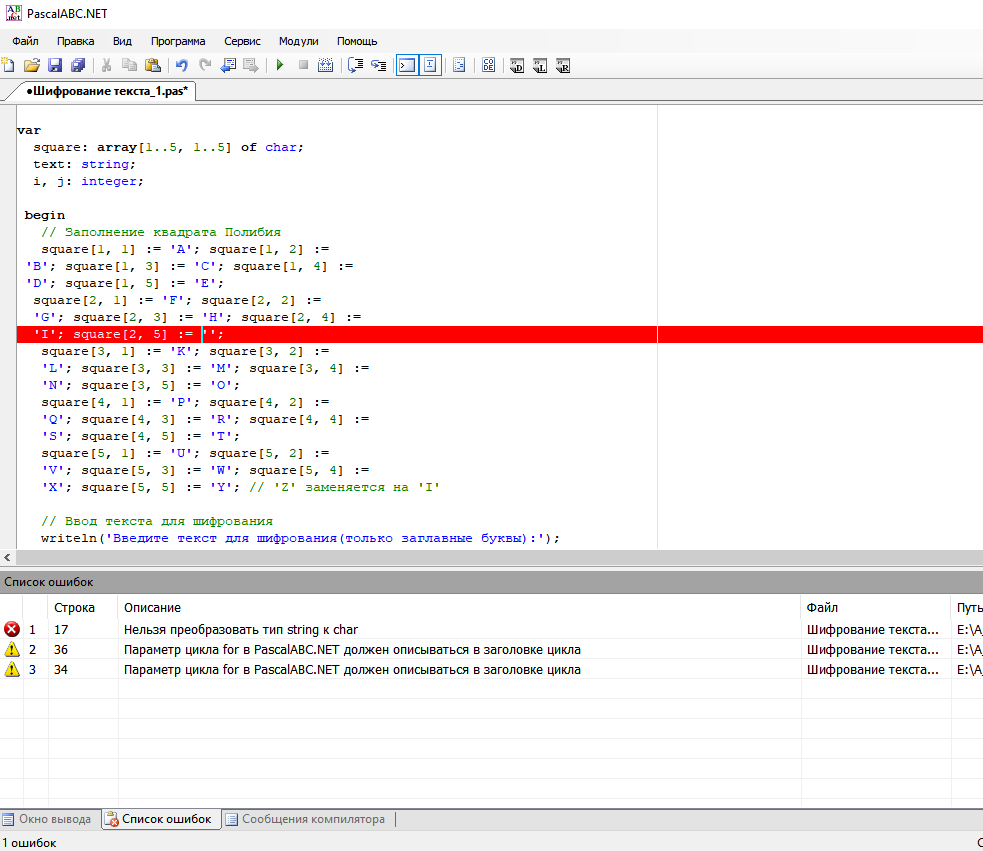 PascalABC.NET
Файл Правка Вид Программа Сервис Модули Помощь
•Шифрование текста_1.pas*
var
square: array[1..5, 1..5] of char;
text: string;
i, j: integer;
begin
// Заполнение квадрата Полибия
square[1, 1] := 'A'; square[1, 2] :=
'B'; square[1, 3] := 'C'; square[1, 4] :=
'D'; square[1, 5] := 'E';
square[2, 1] := 'F'; square[2, 2] :=
'G'; square[2, 3] := 'H'; square[2, 4] :=
'I'; square[2, 5] := '';
square[3, 1] := 'K'; square[3, 2] :=
'L'; square[3, 3] := 'M'; square[3, 4] :=
'N'; square[3, 5] := 'O';
square[4, 1] := 'P'; square[4, 2] :=
'Q'; square[4, 3] := 'R'; square[4, 4] :=
'S'; square[4, 5] := 'T';
square[5, 1] := 'U'; square[5, 2] :=
'V'; square[5, 3] := 'W'; square[5, 4] :=
'X'; square[5, 5] := 'Y'; // 'Z' заменяется на 'I'
// Ввод текста для шифрования
writeln('Введите текст для шифрования(только заглавные буквы):');
Список ошибок
Строка Описание Файл Путь
1 17 Нельзя преобразовать тип string к char Шифрование текста... E:\A
2 36 Параметр цикла for в PascalABC.NET должен описываться в заголовке цикла Шифрование текста... E:\A
3 34 Параметр цикла for в PascalABC.NET должен описываться в заголовке цикла Шифрование текста... E:\A
Окно вывода Список ошибок Сообщения компилятора
1 ошибок